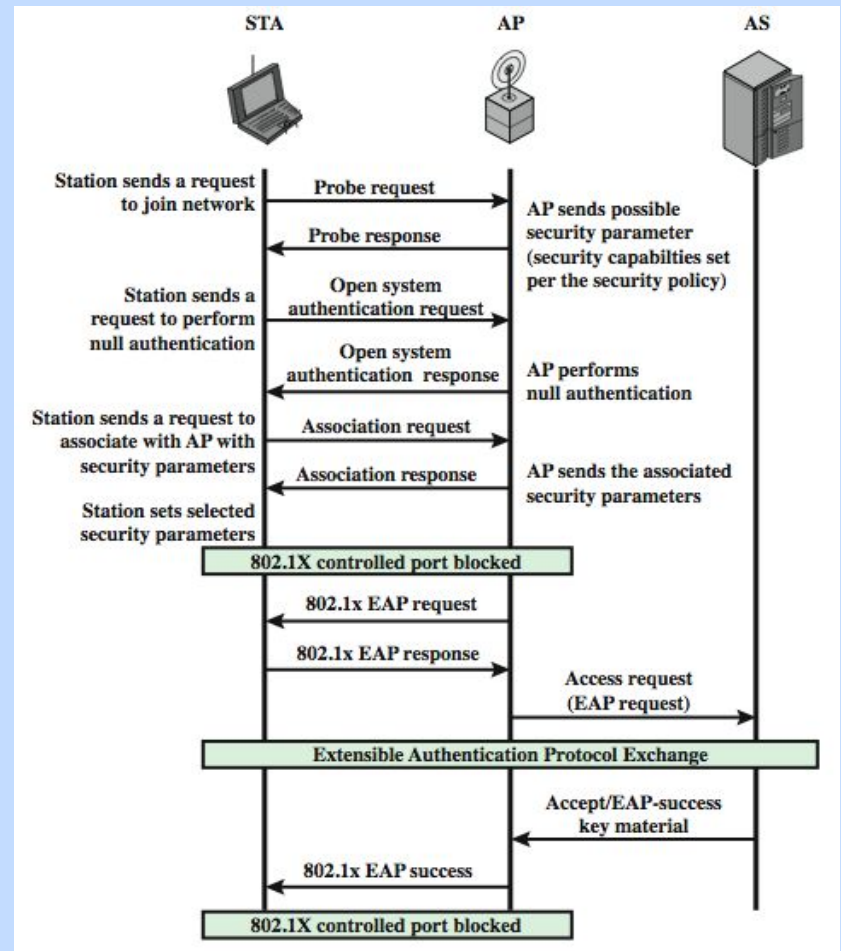 STA
AP
AS
Station sends a request
to join network
Probe request
AP sends possible
security parameter
(security capabilties set
per the security policy)
Probe response
Station sends a
request to perform
null authentication
Open system
authentication request
Open system
authentication response
AP performs
null authentication
Station sends a request to
associate with AP with
security parameters
Association request
Association response
AP sends the associated
security parameters
Station sets selected
security parameters
802.1X controlled port blocked
802.1x EAP request
802.1x EAP response
Access request
(EAP request)
Extensible Authentication Protocol Exchange
Accept/EAP-success
key material
802.1x EAP success
802.1X controlled port blocked